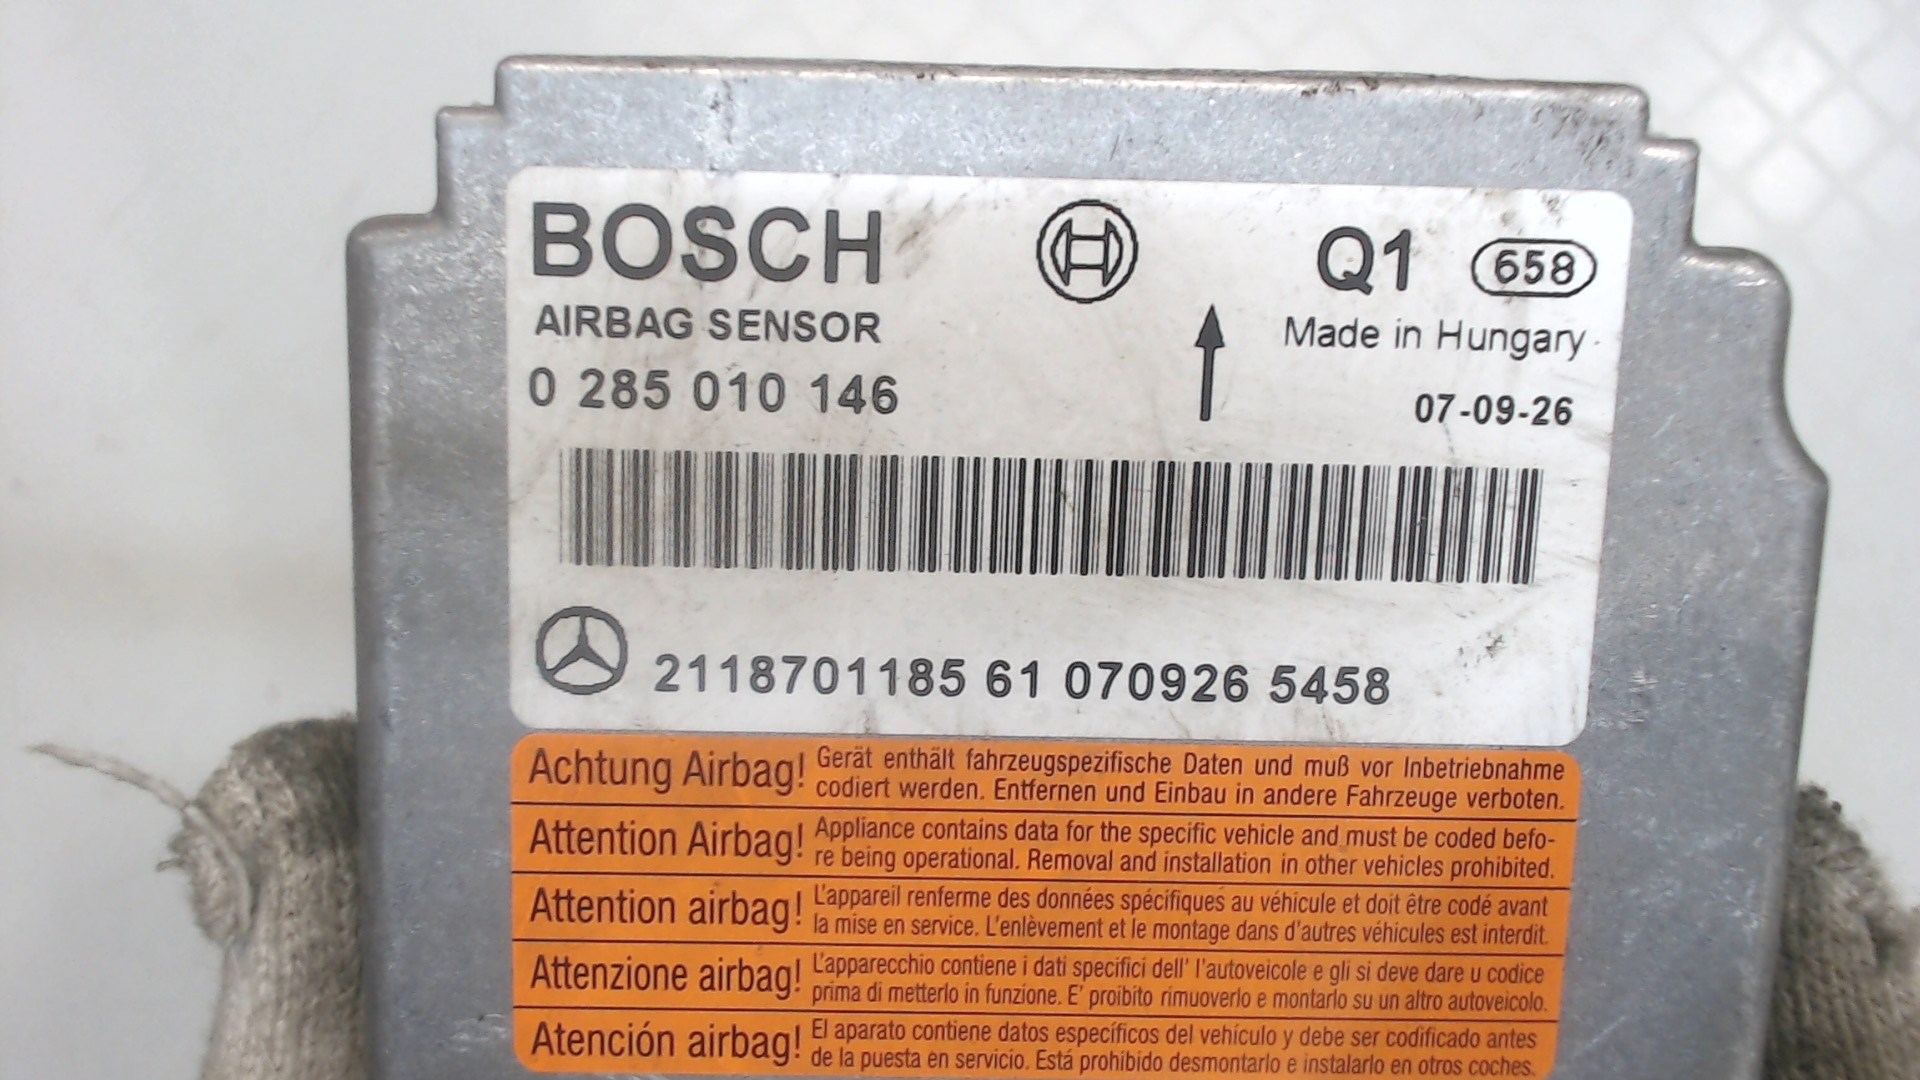 BOSCH
Q1 658
AIRBAG SENSOR
Made in Hungary
0 285 010 146
07-09-26
2118701185 61 070926 5458
Achtung Airbag! Gerät enthält fahrzeugspezifische Daten und muß vor Inbetriebnahme
codiert werden. Entfernen und Einbau in andere Fahrzeuge verboten.
Attention Airbag! Appliance contains data for the specific vehicle and must be coded befo-
re being operational. Removal and installation in other vehicles prohibited.
Attention airbag! L'appareil renferme des données spécifiques au véhicule et doit être codé avant
la mise en service. L'enlèvement et le montage dans d'autres véhicules est interdit.
Attenzione airbag! L'apparecchio contiene i dati specifici dell' l'autoveicole e gli si deve dare u codice
prima di metterlo in funzione. E' proibito rimuoverlo e montarlo su un altro autoveicolo.
Atención airbag! El aparato contiene datos específicos del vehículo y debe ser codificado antes
de la puesta en servicio. Está prohibido desmontarlo e instalarlo en otros coches.